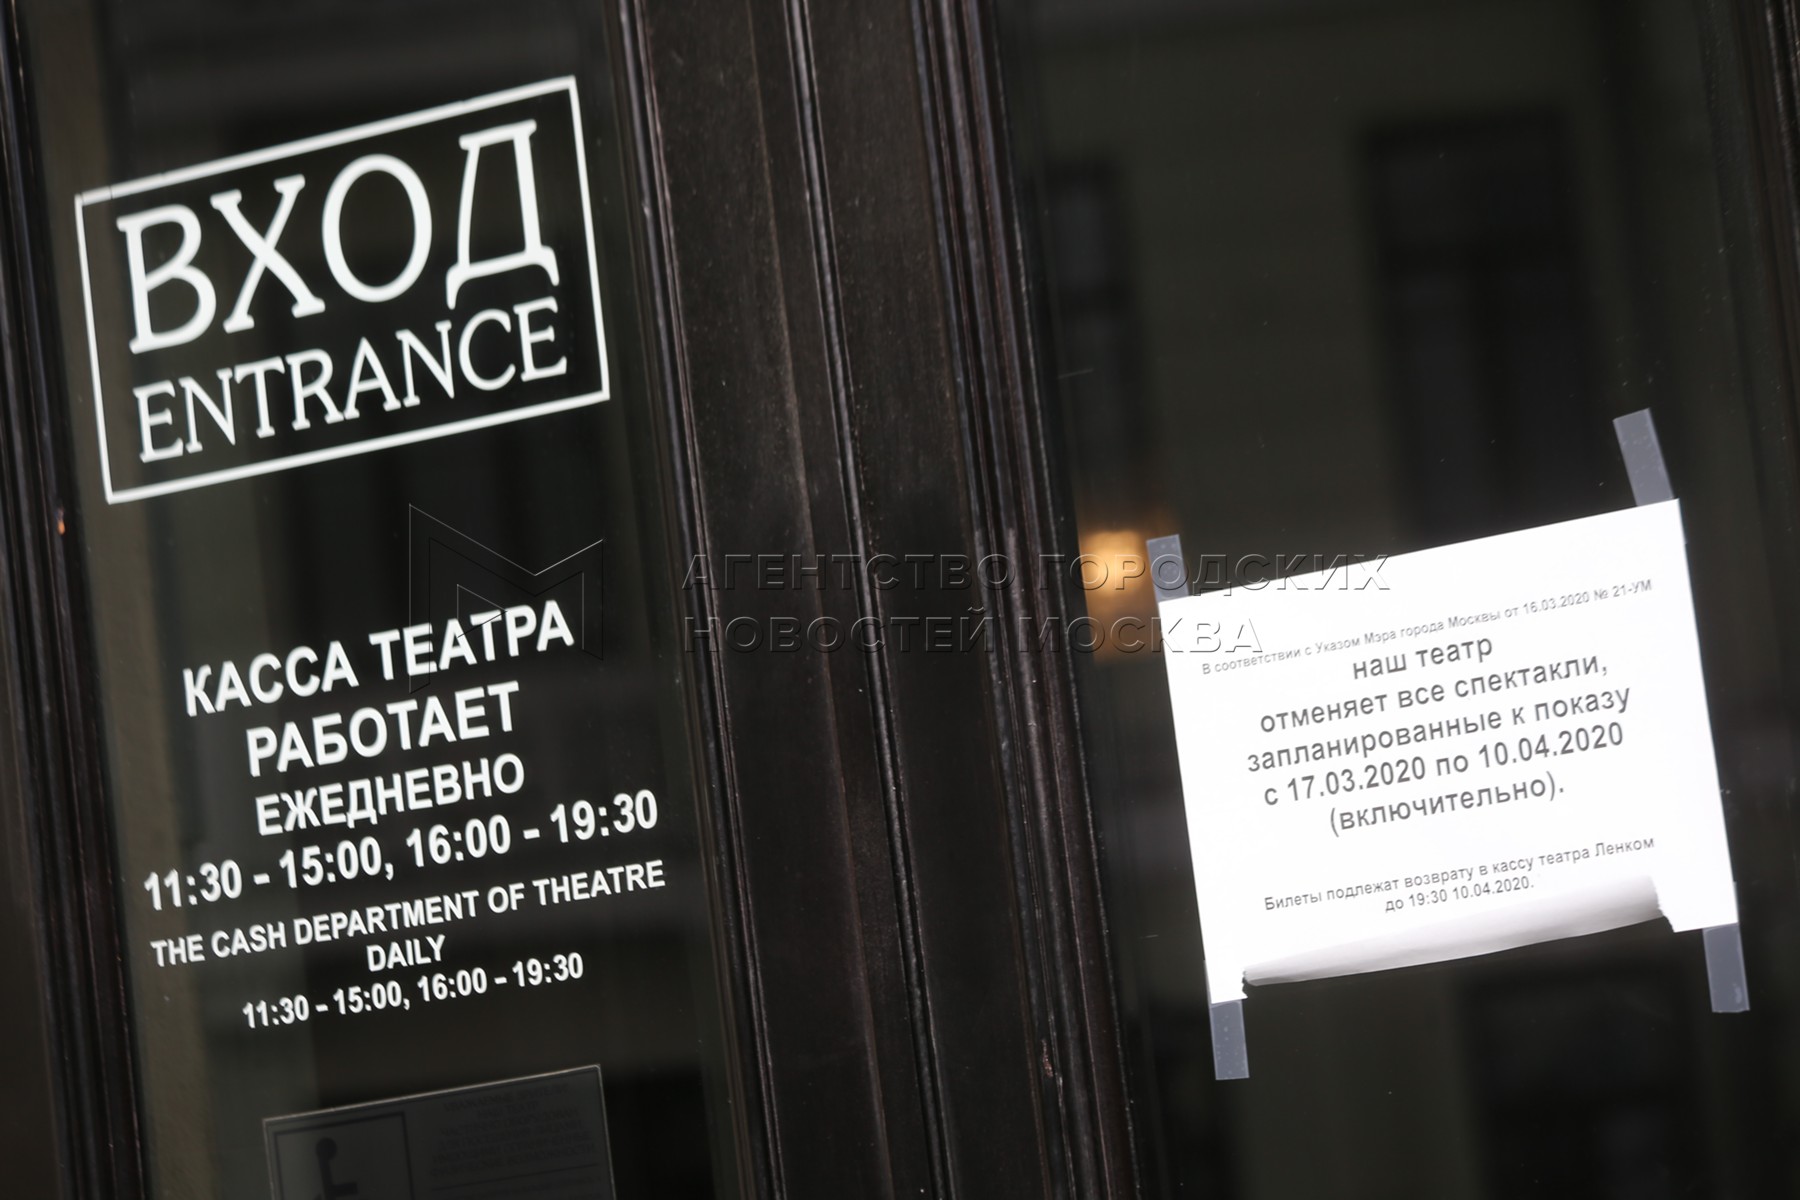 ВХОД
ENTRANCE
КАССА ТЕАТРА
РАБОТАЕТ
ЕЖЕДНЕВНО
11:30 - 15:00, 16:00 - 19:30
THE CASH DEPARTMENT OF THEATRE
DAILY
11:30 - 15:00, 16:00 - 19:30
АГЕНТСТВО ГОРОДСКИХ
НОВОСТЕЙ МОСКВА
В соответствии с Указом Мэра города Москвы от 16.03.2020 № 21-УМ
наш театр
отменяет все спектакли,
запланированные к показу
с 17.03.2020 по 10.04.2020
(включительно).
Билеты подлежат возврату в кассу театра Ленком
до 19:30 10.04.2020.